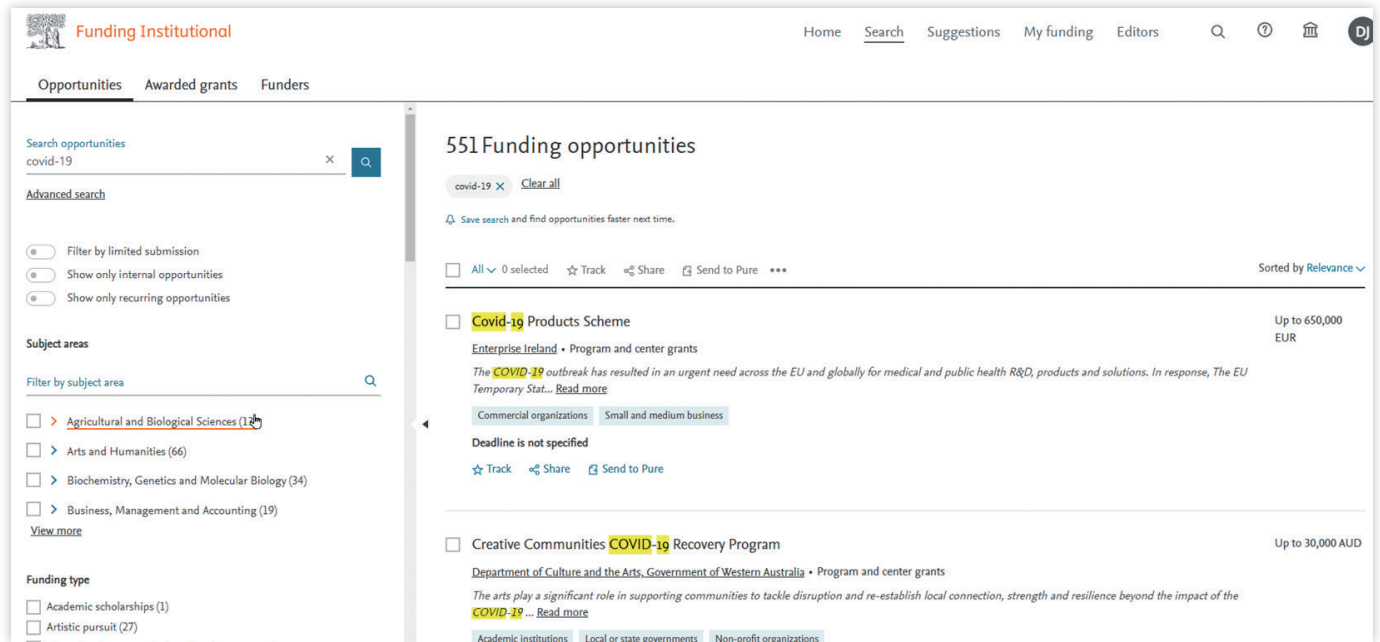 Funding Institutional
Home Search Suggestions My funding Editors
DJ
Opportunities Awarded grants Funders
Search opportunities
covid-19
Advanced search
Filter by limited submission
Show only internal opportunities
Show only recurring opportunities
Subject areas
Filter by subject area
Agricultural and Biological Sciences
Arts and Humanities (66)
Biochemistry, Genetics and Molecular Biology (34)
Business, Management and Accounting (19)
View more
Funding type
Academic scholarships (1)
Artistic pursuit (27)
551 Funding opportunities
covid-19 Clear all
Save search and find opportunities faster next time.
All 0 selected Track Share Send to Pure Sorted by Relevance
Covid-19 Products Scheme
Up to 650,000
EUR
Enterprise Ireland • Program and center grants
The COVID-19 outbreak has resulted in an urgent need across the EU and globally for medical and public health R&D, products and solutions. In response, The EU
Temporary Stat... Read more
Commercial organizations Small and medium business
Deadline is not specified
Track Share Send to Pure
Creative Communities COVID-19 Recovery Program
Up to 30,000 AUD
Department of Culture and the Arts, Government of Western Australia • Program and center grants
The arts play a significant role in supporting communities to tackle disruption and re-establish local connection, strength and resilience beyond the impact of the
COVID-19 ... Read more
Academic institutions Local or state governments Non-profit organizations